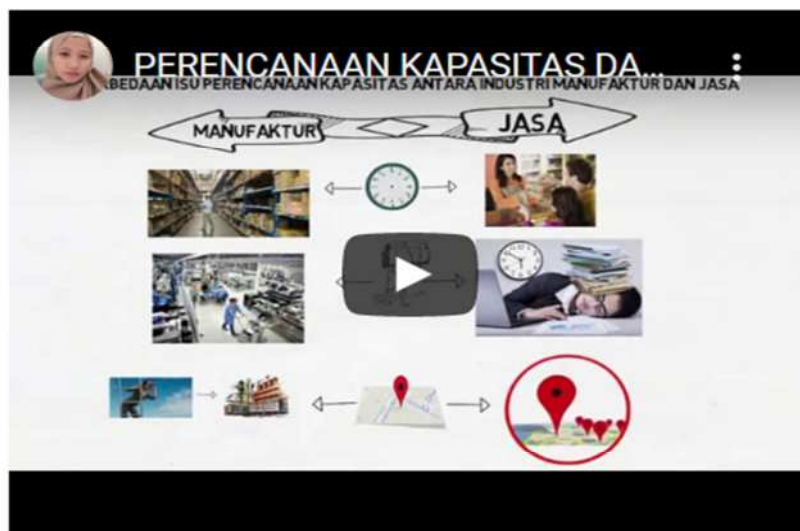 PERENCANAAN KAPASITAS DA...
BEDAAN ISU PERENCANAAN KAPASITAS ANTARA INDUSTRI MANUFAKTUR DAN JASA
MANUFAKTUR
JASA